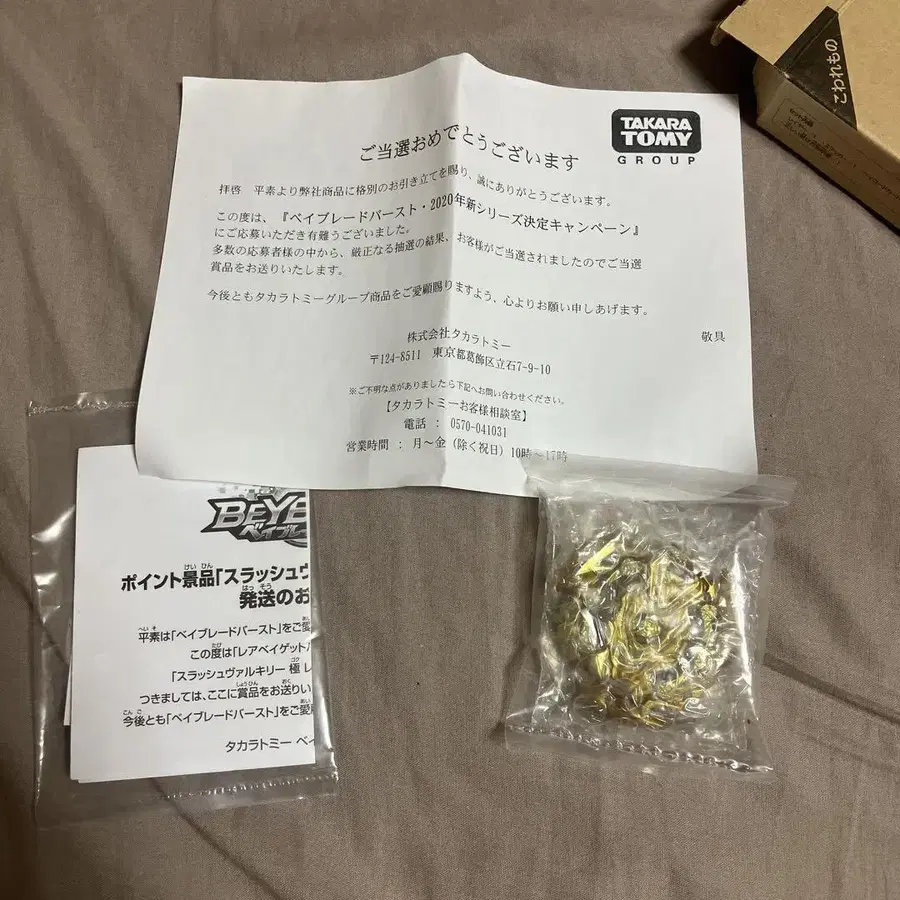 こわれもの
TAKARA
TOMY
GROUP
ご当選おめでとうございます
拝啓 平素より弊社商品に格別のお引き立てを賜り、誠にありがとうございます。
この度は、『ベイブレードバースト・2020年新シリーズ決定キャンペーン』
にご応募いただき有難うございました。
多数の応募者様の中から、厳正なる抽選の結果、お客様がご当選されましたのでご当選
賞品をお送りいたします。
今後ともタカラトミーグループ商品をご愛顧賜りますよう、心よりお願い申しあげます。
敬具
株式会社タカラトミー
〒124-8511 東京都葛飾区立石7-9-10
※ご不明な点がありましたら下記へお問い合わせください。
【タカラトミーお客様相談室】
電話 : 0570-041031
営業時間 : 月~金(除く祝日)10時~17時
BEYB
ベイブレー
ポイント景品「スラッシュヴ
発送のお
平素は「ベイブレードバースト」をご愛
この度は「レアベイゲット
「スラッシュヴァルキリー 極 レ
つきましては、ここに賞品をお送りい
今後とも「ベイブレードバースト」をご愛
タカラトミー ベイ